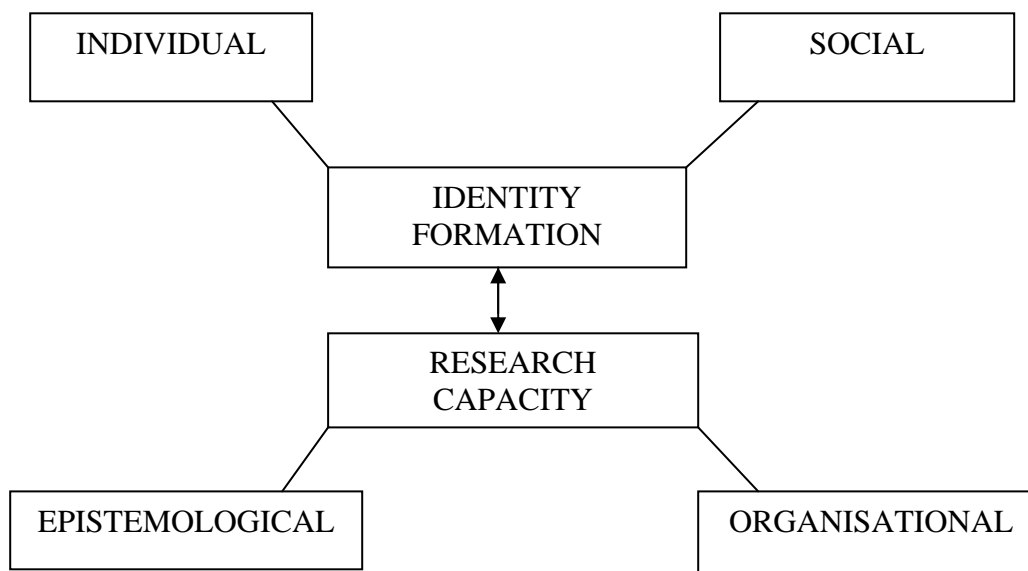 INDIVIDUAL
SOCIAL
IDENTITY
FORMATION
RESEARCH
CAPACITY
EPISTEMOLOGICAL
ORGANISATIONAL